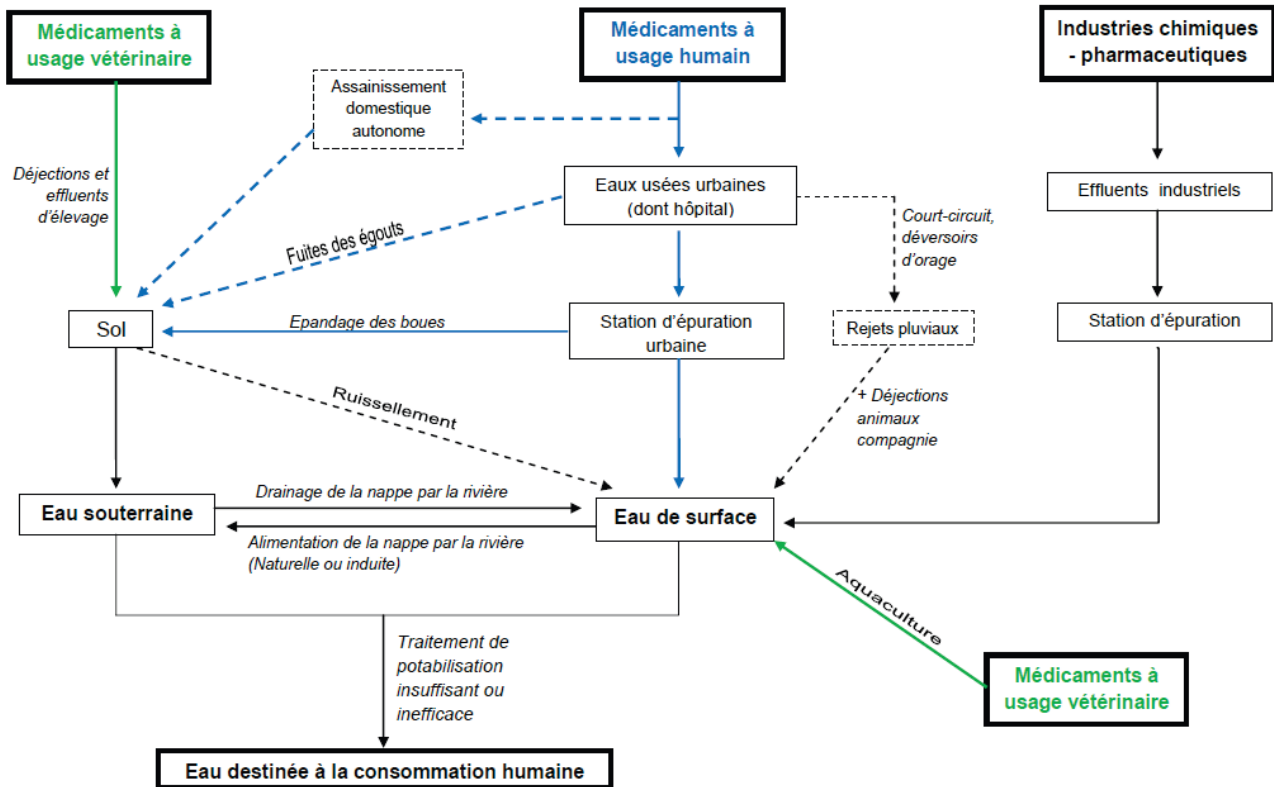 Médicaments à
usage vétérinaire
Médicaments à
usage humain
Industries chimiques
- pharmaceutiques
Assainissement
domestique
autonome
Déjections et
effluents
d'élevage
Eaux usées urbaines
(dont hôpital)
Effluents industriels
Court-circuit,
déversoirs
d'orage
Fuites des égouts
Sol
Epandage des boues
Station d'épuration
urbaine
Rejets pluviaux
Station d'épuration
Ruissellement
+ Déjections
animaux
compagnie
Eau souterraine
Drainage de la nappe par la rivière
Eau de surface
Alimentation de la nappe par la rivière
(Naturelle ou induite)
Aquaculture
Traitement de
potabilisation
insuffisant ou
inefficace
Médicaments à
usage vétérinaire
Eau destinée à la consommation humaine